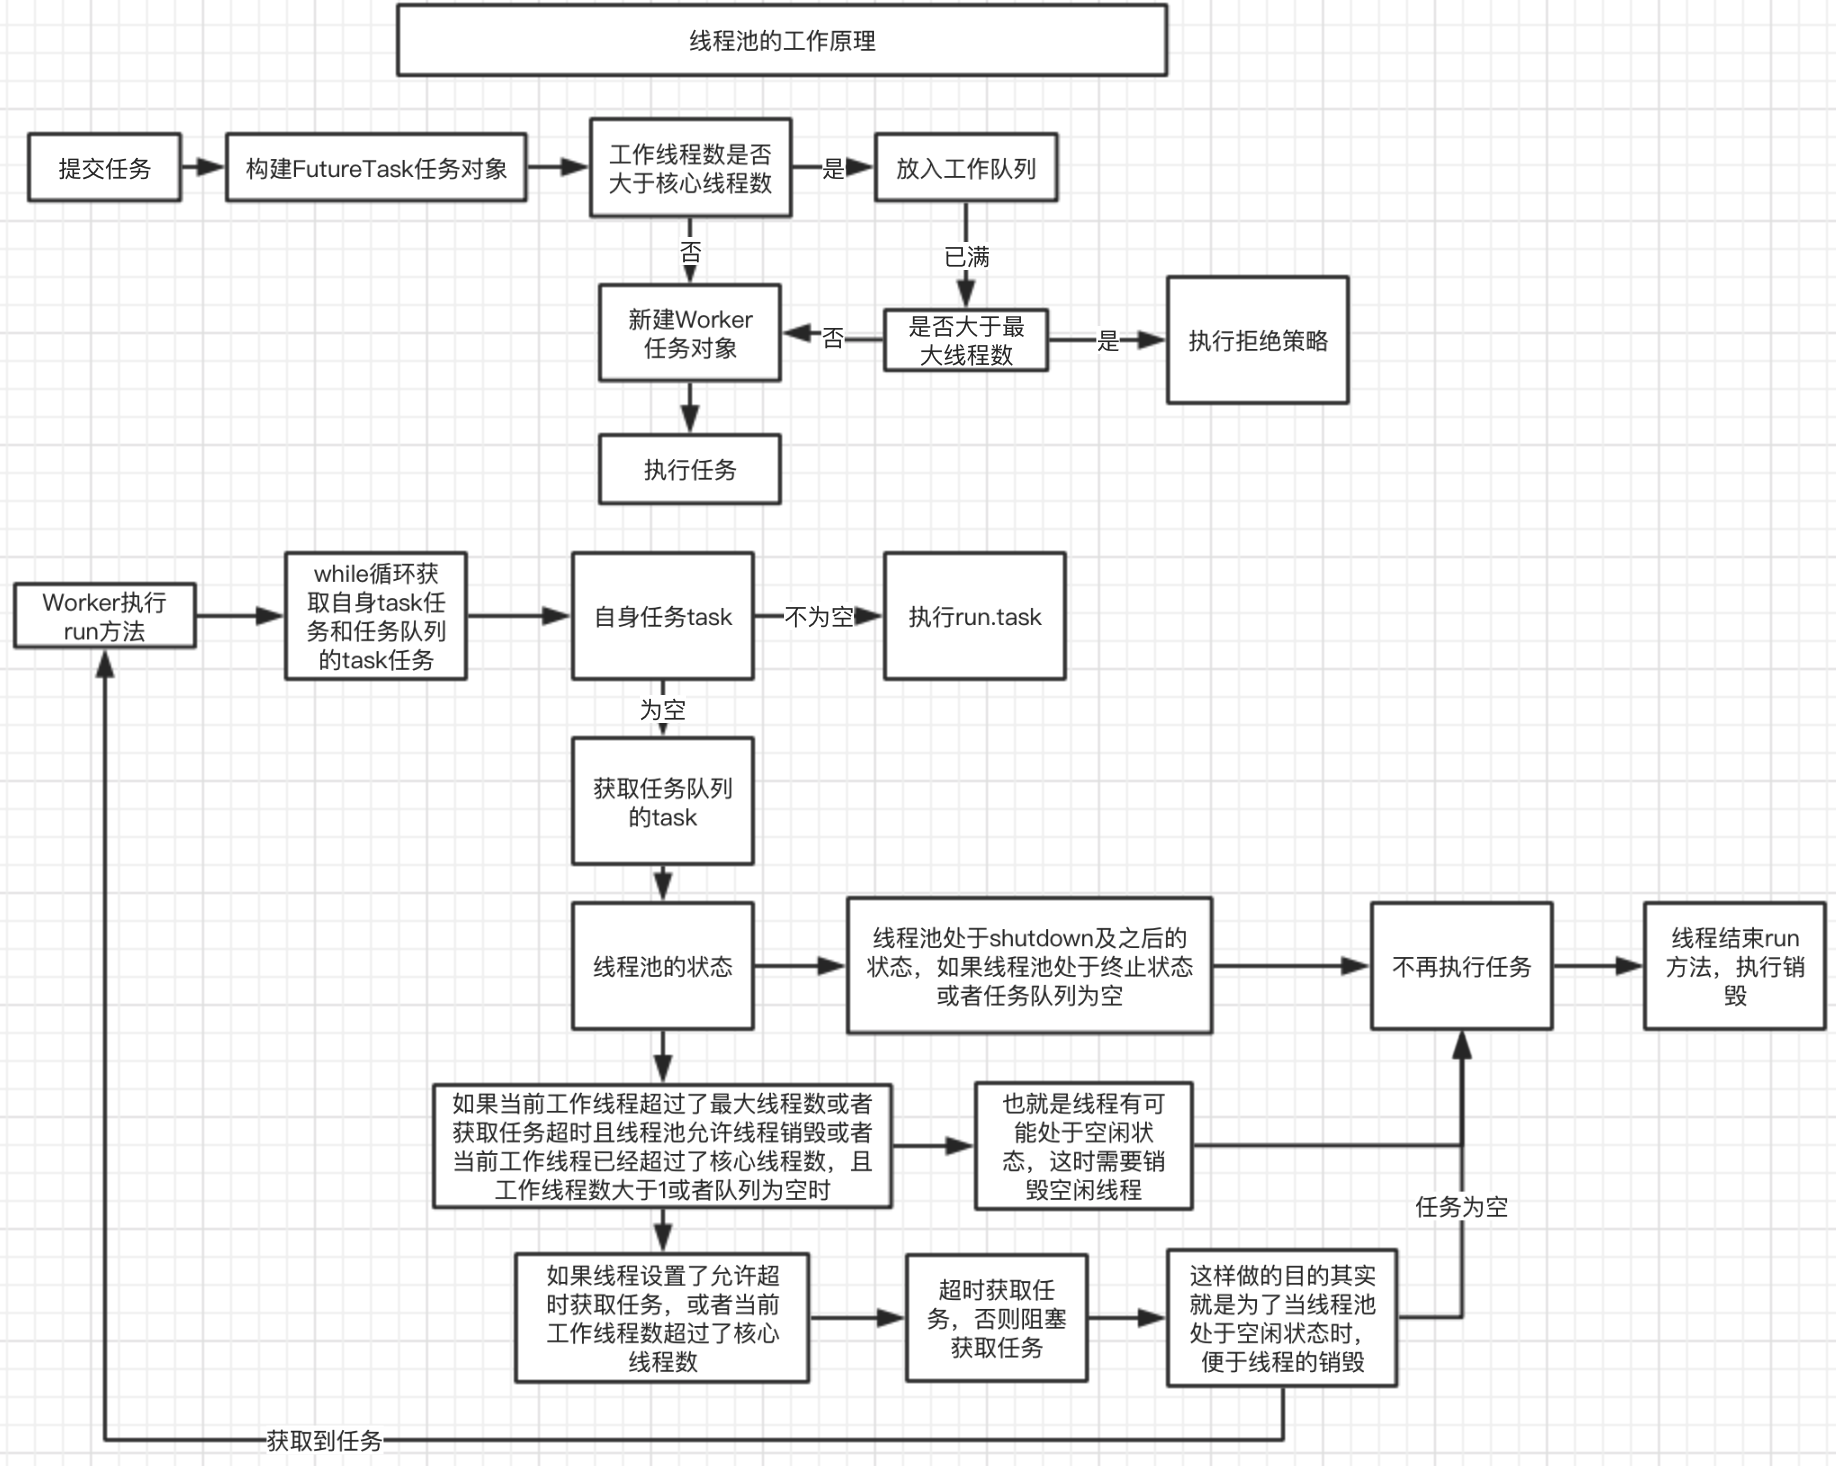 线程池的工作原理
提交任务
构建FutureTask任务对象
工作线程数是否
大于核心线程数
是
放入工作队列
否
已满
新建Worker
任务对象
否
是否大于最
大线程数
是
执行拒绝策略
执行任务
Worker执行
run方法
while循环获
取自身task任
务和任务队列
的task任务
自身任务task
不为空
执行run.task
为空
获取任务队列
的task
线程池的状态
线程池处于shutdown及之后的
状态，如果线程池处于终止状态
或者任务队列为空
不再执行任务
线程结束run
方法，执行销
毁
如果当前工作线程超过了最大线程数或者
获取任务超时且线程池允许线程销毁或者
当前工作线程已经超过了核心线程数，且
工作线程数大于1或者队列为空时
也就是线程有可
能处于空闲状
态，这时需要销
毁空闲线程
任务为空
如果线程设置了允许超
时获取任务，或者当前
工作线程数超过了核心
线程数
超时获取任
务，否则阻塞
获取任务
这样做的目的其实
就是为了当线程池
处于空闲状态时，
便于线程的销毁
获取到任务